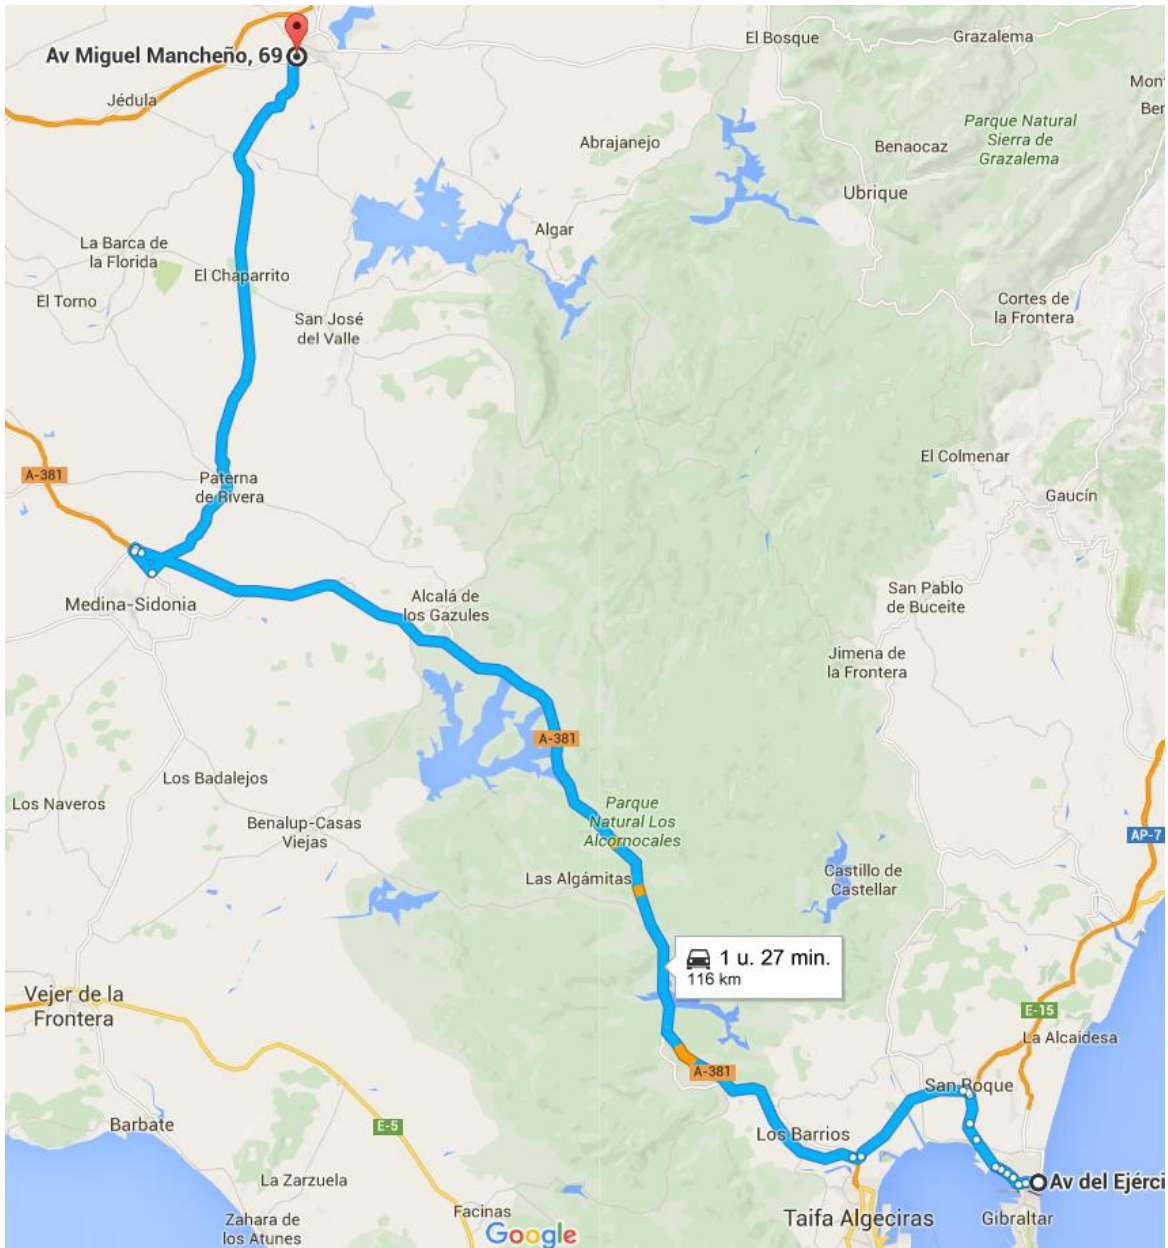 El Bosque
Grazalema
Av Miguel Mancheño, 69
Mon
Ber
Jédula
Parque Natural
Sierra de
Grazalema
Abrajanejo
Benaocaz
Ubrique
Algar
La Barca de
la Florida
El Chaparrito
El Torno
San José
del Valle
Cortes de
la Frontera
El Colmenar
A-381
Paterna
de Rivera
Gaucín
Alcalá de
los Gazules
San Pablo
de Buceite
Medina-Sidonia
Jimena de
la Frontera
A-381
Los Badalejos
Los Naveros
Parque
Natural Los
Alcornocales
Benalup-Casas
Viejas
AP-7
Las Algámitas
Castillo de
Castellar
1 u. 27 min.
116 km
Vejer de la
Frontera
E-15
La Alcaidesa
A-381
San Roque
Barbate
E-5
Los Barrios
La Zarzuela
Av del Ejérci
Zahara de
los Atunes
Facinas
Taifa Algeciras
Gibraltar
Google